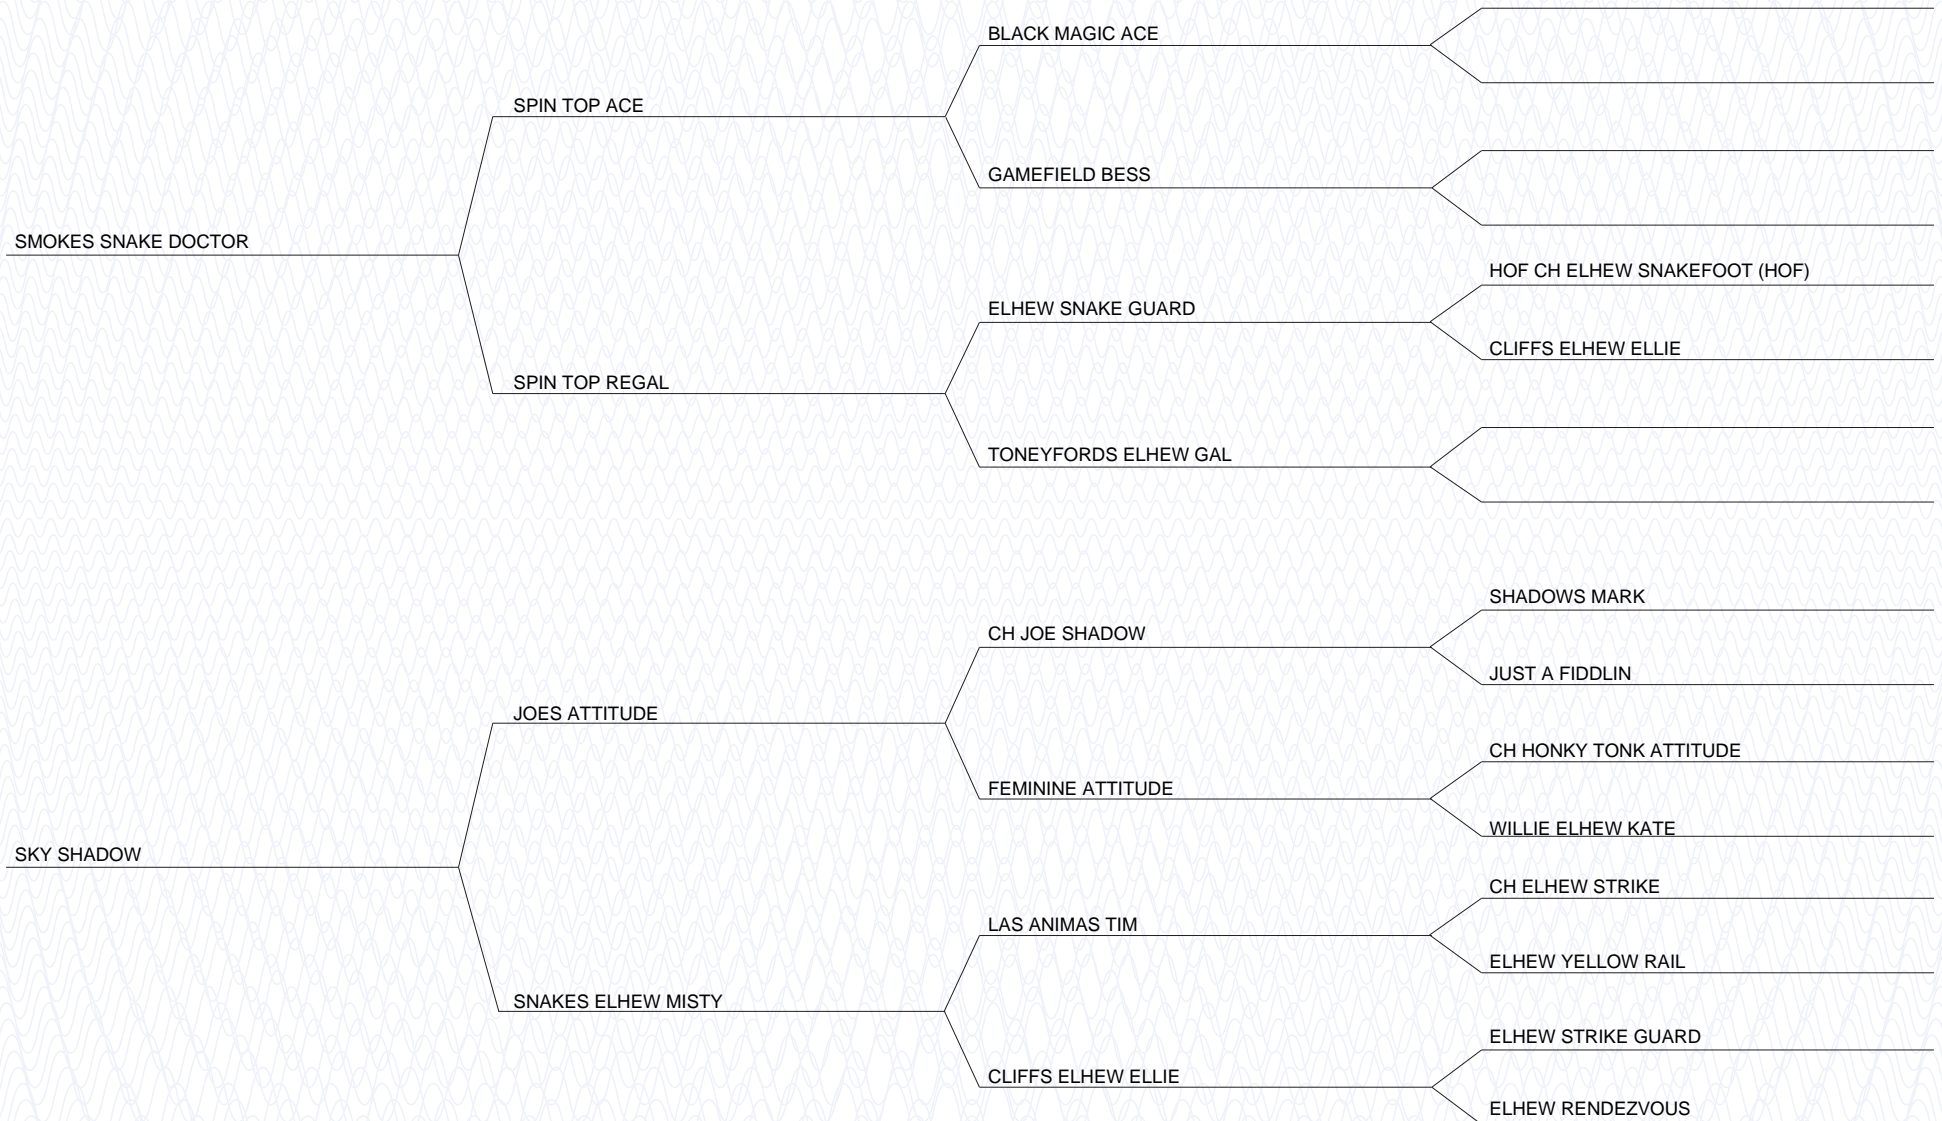 BLACK MAGIC ACE
SPIN TOP ACE
GAMEFIELD BESS
SMOKES SNAKE DOCTOR
HOF CH ELHEW SNAKEFOOT (HOF)
ELHEW SNAKE GUARD
CLIFFS ELHEW ELLIE
SPIN TOP REGAL
TONEYFORDS ELHEW GAL
SHADOWS MARK
CH JOE SHADOW
JUST A FIDDLIN
JOES ATTITUDE
CH HONKY TONK ATTITUDE
FEMININE ATTITUDE
WILLIE ELHEW KATE
SKY SHADOW
CH ELHEW STRIKE
LAS ANIMAS TIM
ELHEW YELLOW RAIL
SNAKES ELHEW MISTY
ELHEW STRIKE GUARD
CLIFFS ELHEW ELLIE
ELHEW RENDEZVOUS